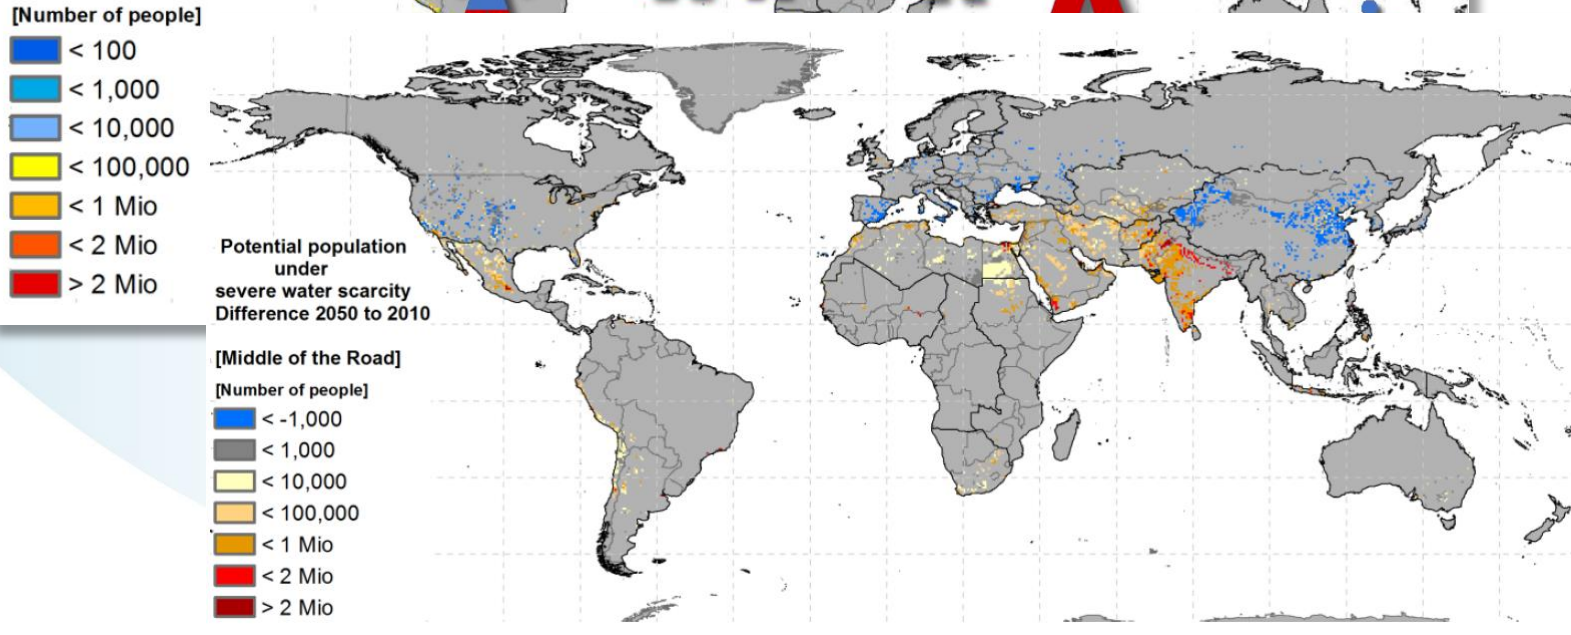 [Number of people]
< 100
< 1,000
< 10,000
< 100,000
< 1 Mio
< 2 Mio
> 2 Mio
Potential population
under
severe water scarcity
Difference 2050 to 2010
[Middle of the Road]
[Number of people]
< -1,000
< 1,000
< 10,000
< 100,000
< 1 Mio
< 2 Mio
> 2 Mio